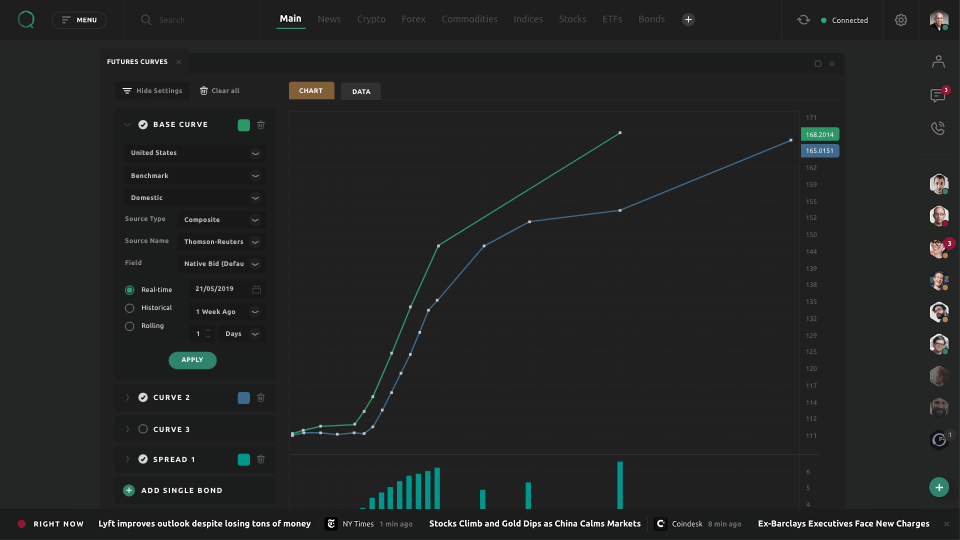 MENU
Search
Main News Crypto Forex Commodities Indices Stocks ETFs Bonds
Connected
FUTURES CURVES
Hide Settings Clear all
CHART DATA
BASE CURVE
United States
Benchmark
Domestic
Source Type Composite
Source Name Thomson-Reuters
Field Native Bid (Defau
Real-time 21/05/2019
Historical 1 Week Ago
Rolling 1 Days
APPLY
CURVE 2
CURVE 3
SPREAD 1
ADD SINGLE BOND
171
168.2014
165.0151
162
159
155
152
150
144
139
138
135
132
129
125
120
117
114
112
111
6
5
4
3
3
1
RIGHT NOW Lyft improves outlook despite losing tons of money NY Times 1 min ago Stocks Climb and Gold Dips as China Calms Markets Coindesk 8 min ago Ex-Barclays Executives Face New Charges